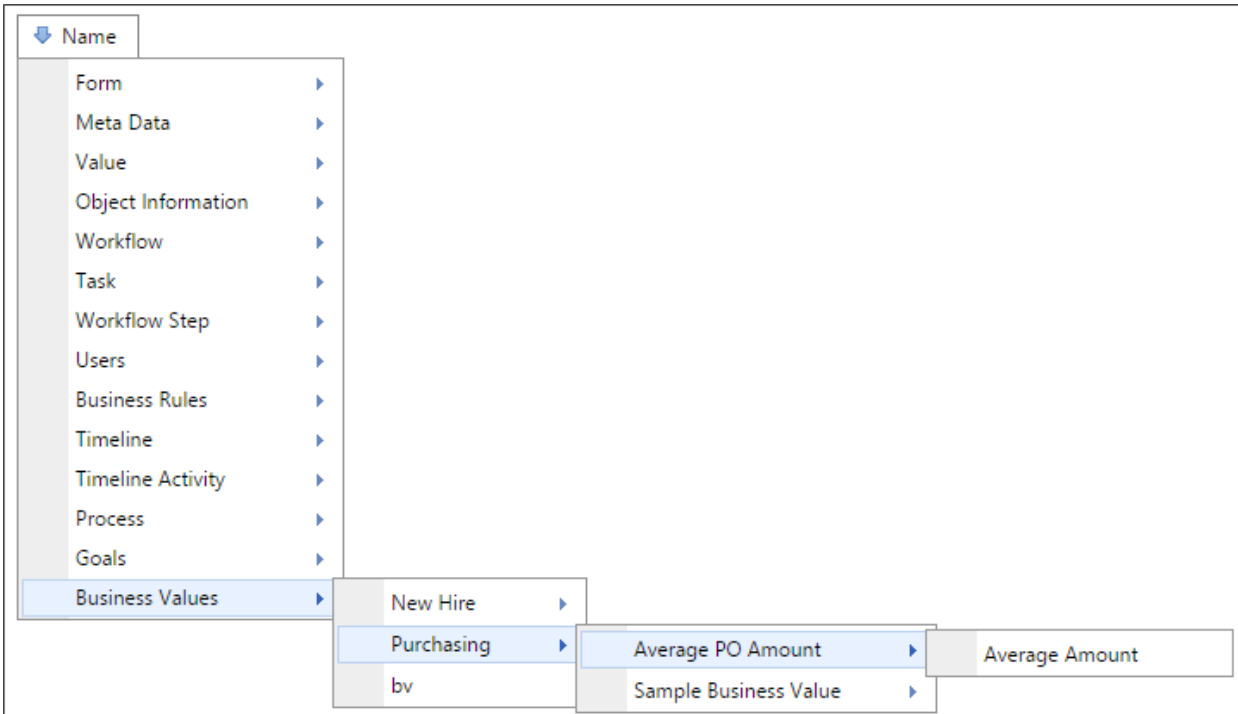 Name
Form
Meta Data
Value
Object Information
Workflow
Task
Workflow Step
Users
Business Rules
Timeline
Timeline Activity
Process
Goals
Business Values
New Hire
Purchasing
bv
Average PO Amount
Sample Business Value
Average Amount